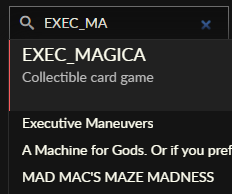 EXEC_MA
EXEC_MAGICA
Collectible card game
Executive Maneuvers
A Machine for Gods. Or if you pref
MAD MAC'S MAZE MADNESS